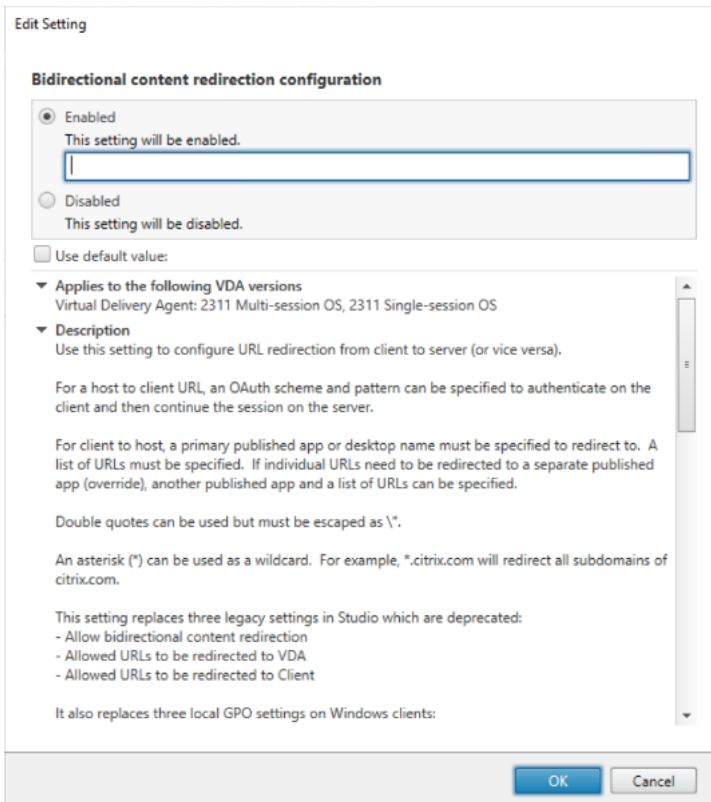 Edit Setting
Bidirectional content redirection configuration
Enabled
This setting will be enabled.
Disabled
This setting will be disabled.
Use default value:
Applies to the following VDA versions
Virtual Delivery Agent: 2311 Multi-session OS, 2311 Single-session OS
Description
Use this setting to configure URL redirection from client to server (or vice versa).
For a host to client URL, an OAuth scheme and pattern can be specified to authenticate on the
client and then continue the session on the server.
For client to host, a primary published app or desktop name must be specified to redirect to.  A
list of URLs must be specified.  If individual URLs need to be redirected to a separate published
app (override), another published app and a list of URLs can be specified.
Double quotes can be used but must be escaped as \".
An asterisk (*) can be used as a wildcard.  For example, *.citrix.com will redirect all subdomains of
citrix.com.
This setting replaces three legacy settings in Studio which are deprecated:
- Allow bidirectional content redirection
- Allowed URLs to be redirected to VDA
- Allowed URLs to be redirected to Client
It also replaces three local GPO settings on Windows clients:
OK
Cancel